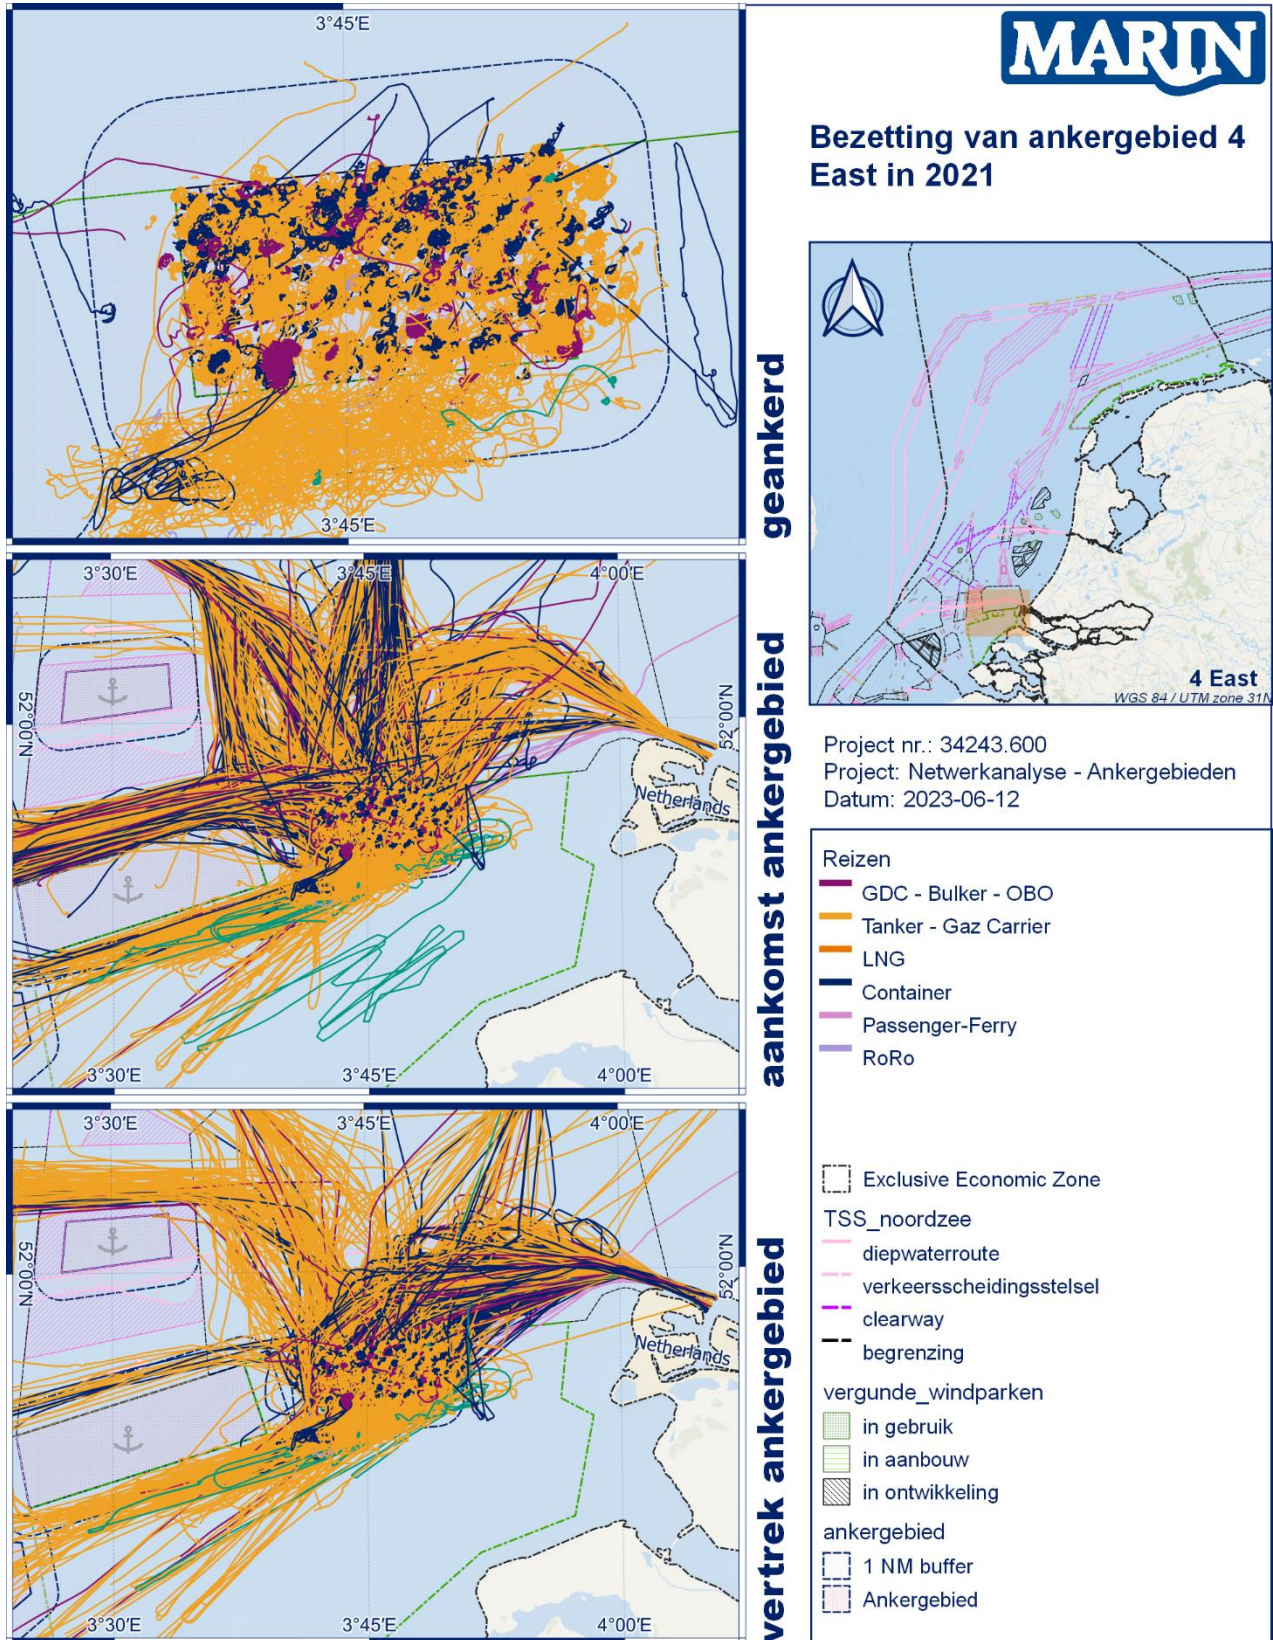 MARIN
Bezetting van ankergebied 4
East in 2021
3°45'E
3°45'E
geankerd
4 East
WGS 84 / UTM zone 31N
3°30'E
3°45'E
4°00'E
52°00'N
52°00'N
Netherlands
3°30'E
3°45'E
4°00'E
aankomst ankergebied
Project nr.: 34243.600
Project: Netwerkanalyse - Ankergebieden
Datum: 2023-06-12
Reizen
GDC - Bulker - OBO
Tanker - Gaz Carrier
LNG
Container
Passenger-Ferry
RoRo
3°30'E
3°45'E
4°00'E
52°00'N
52°00'N
Netherlands
3°30'E
3°45'E
4°00'E
vertrek ankergebied
Exclusive Economic Zone
TSS_noordzee
diepwaterroute
verkeersscheidingsstelsel
clearway
begrenzing
vergunde_windparken
in gebruik
in aanbouw
in ontwikkeling
ankergebied
1 NM buffer
Ankergebied